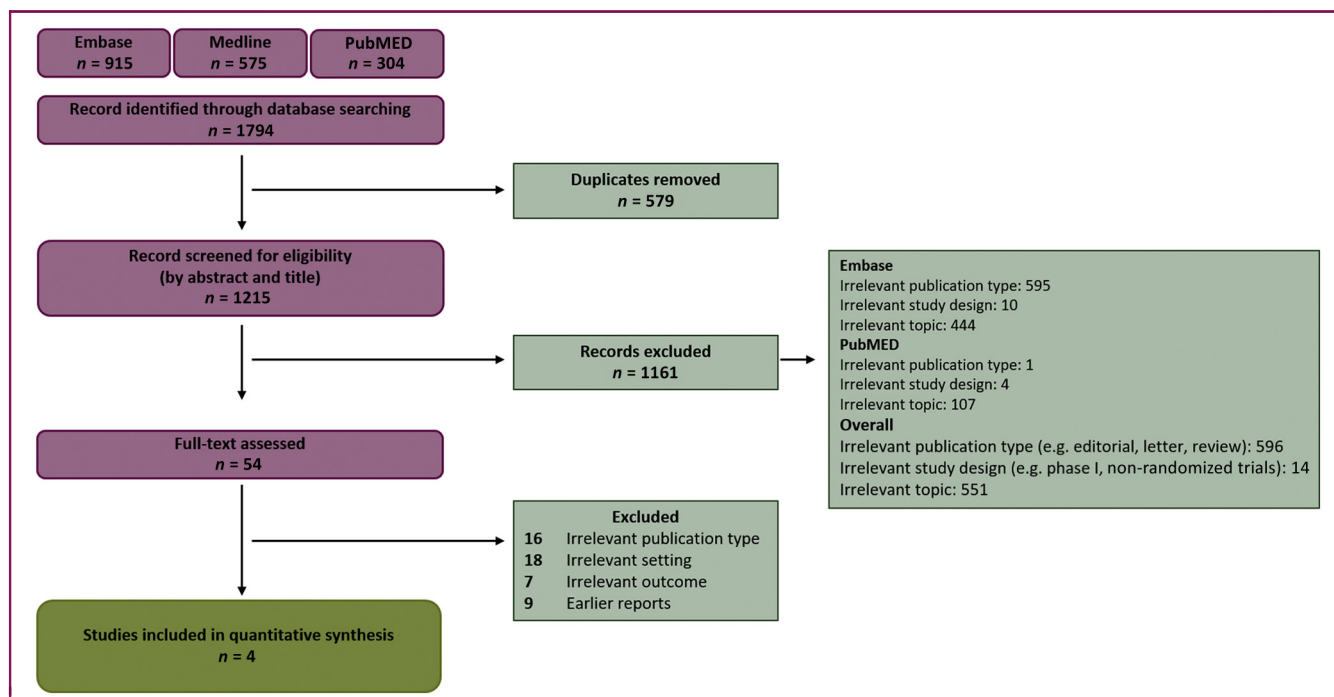 Embase
n = 915
Medline
n = 575
PubMED
n = 304
Record identified through database searching
n = 1794
Duplicates removed
n = 579
Record screened for eligibility
(by abstract and title)
n = 1215
Records excluded
n = 1161
Embase
Irrelevant publication type: 595
Irrelevant study design: 10
Irrelevant topic: 444
PubMED
Irrelevant publication type: 1
Irrelevant study design: 4
Irrelevant topic: 107
Overall
Irrelevant publication type (e.g. editorial, letter, review): 596
Irrelevant study design (e.g. phase I, non-randomized trials): 14
Irrelevant topic: 551
Full-text assessed
n = 54
Excluded
16 Irrelevant publication type
18 Irrelevant setting
7 Irrelevant outcome
9 Earlier reports
Studies included in quantitative synthesis
n = 4